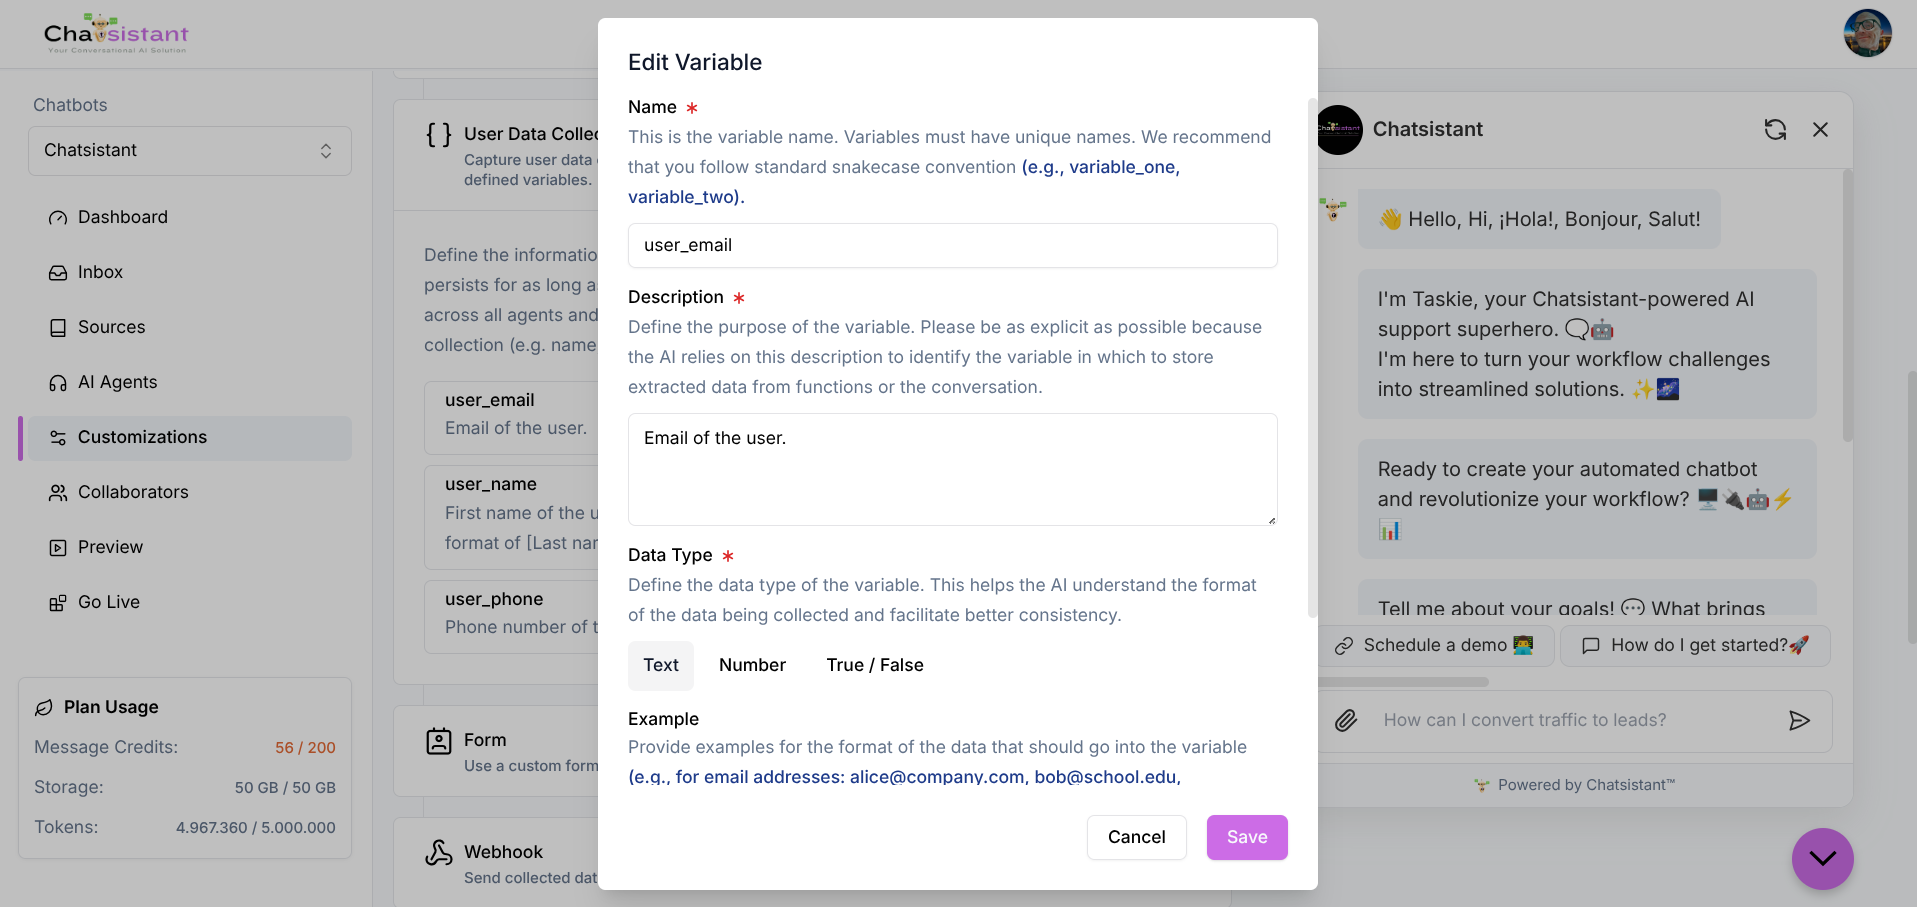 Chatsistant
Your Conversational AI Solution
Chatbots
Chatsistant
Dashboard
Inbox
Sources
AI Agents
Customizations
Collaborators
Preview
Go Live
Plan Usage
Message Credits: 56 / 200
Storage: 50 GB / 50 GB
Tokens: 4.967.360 / 5.000.000
User Data Collec
Capture user data
defined variables.
Define the informatio
persists for as long a
across all agents and
collection (e.g. name
user_email
Email of the user.
user_name
First name of the u
format of [Last nar
user_phone
Phone number of t
Form
Use a custom form
Webhook
Send collected dat
Edit Variable
Name *
This is the variable name. Variables must have unique names. We recommend
that you follow standard snakecase convention (e.g., variable_one,
variable_two).
user_email
Description *
Define the purpose of the variable. Please be as explicit as possible because
the AI relies on this description to identify the variable in which to store
extracted data from functions or the conversation.
Email of the user.
Data Type *
Define the data type of the variable. This helps the AI understand the format
of the data being collected and facilitate better consistency.
Text Number True / False
Example
Provide examples for the format of the data that should go into the variable
(e.g., for email addresses: alice@company.com, bob@school.edu,
Cancel Save
Chatsistant
Chatsistant
👋 Hello, Hi, ¡Hola!, Bonjour, Salut!
I'm Taskie, your Chatsistant-powered AI
support superhero. 🗨️🤖
I'm here to turn your workflow challenges
into streamlined solutions. ✨🌌
Ready to create your automated chatbot
and revolutionize your workflow? 🖥️🔌🤖⚡
📊
Tell me about your goals! 💬 What brings
Schedule a demo 👨‍💻 How do I get started?🚀
How can I convert traffic to leads?
Powered by Chatsistant™